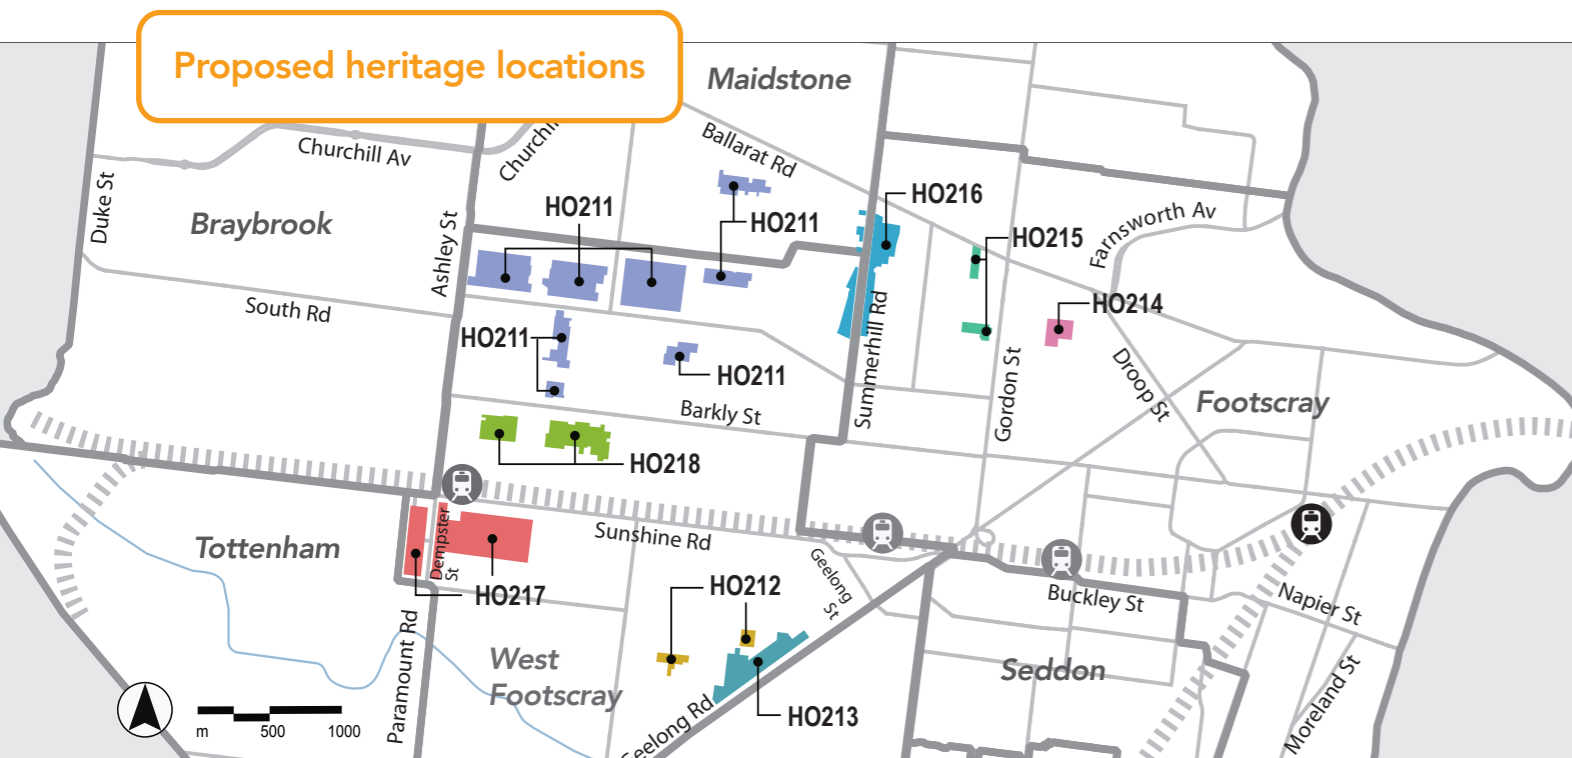 Proposed heritage locations
Maidstone
Ballarat Rd
Churchill Av
Duke St
Braybrook
Ashley St
HO211
HO211
HO216
HO215
Farnsworth Av
South Rd
HO214
HO211
HO211
Summerhill Rd
Gordon St
Droop St
Footscray
Barkly St
HO218
Tottenham
Dempster
St
Sunshine Rd
HO217
HO212
Geelong
St
Buckley St
Napier St
Paramount Rd
West
Footscray
Seddon
HO213
Geelong Rd
Moreland St
m
500
1000